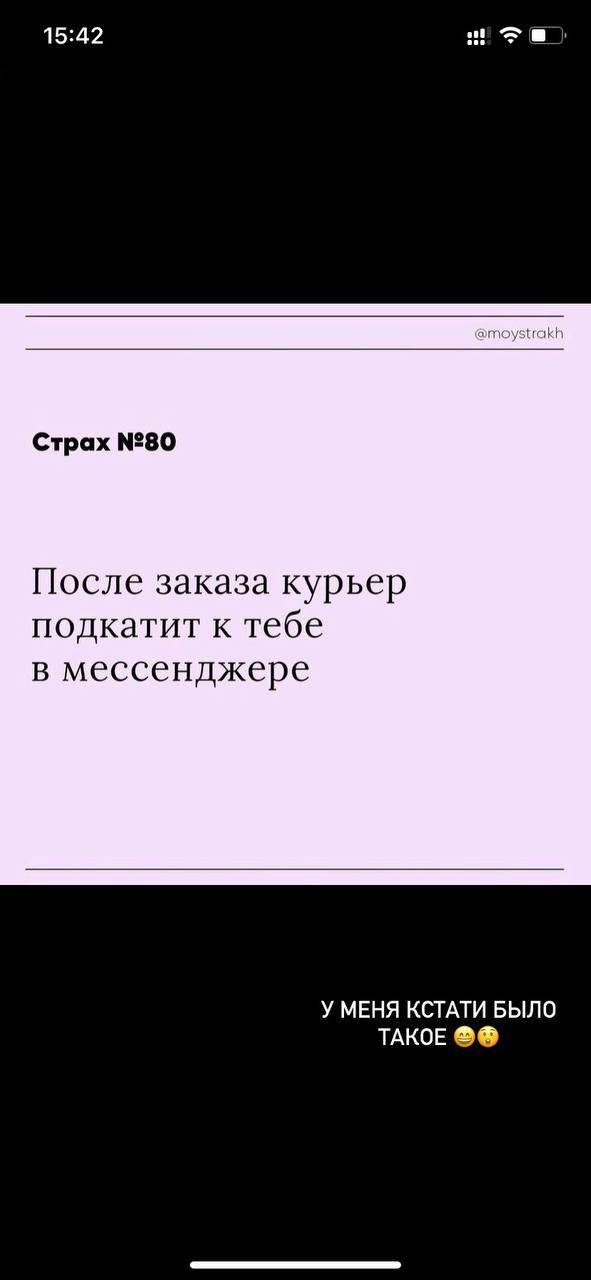 15:42
@moystrakh
Страх №80
После заказа курьер
подкатит к тебе
в мессенджере
У МЕНЯ КСТАТИ БЫЛО
ТАКОЕ 😄😲